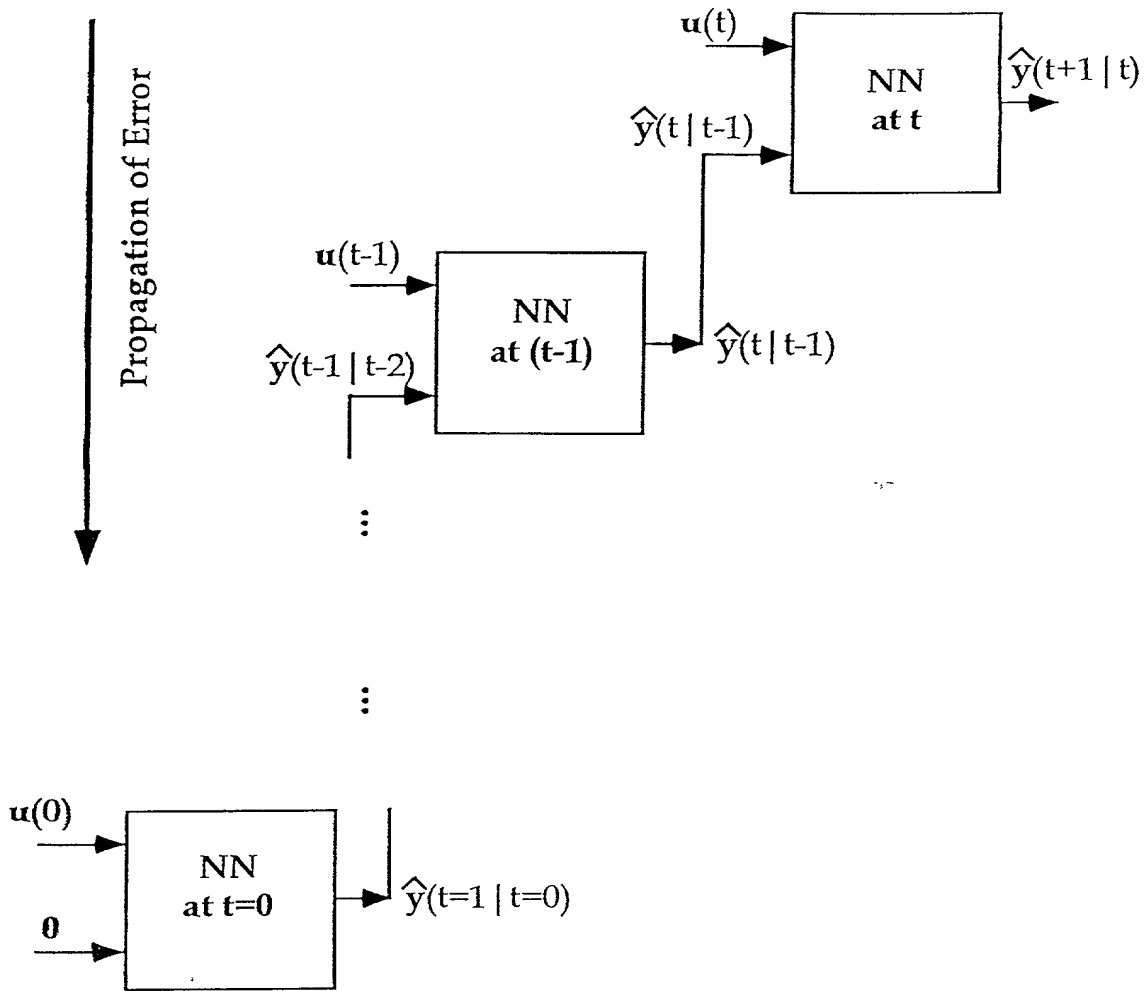 u(t)
NN
at t
ŷ(t+1 | t)
ŷ(t | t-1)
Propagation of Error
u(t-1)
NN
at (t-1)
ŷ(t | t-1)
ŷ(t-1 | t-2)
...
...
u(0)
NN
at t=0
ŷ(t=1 | t=0)
0